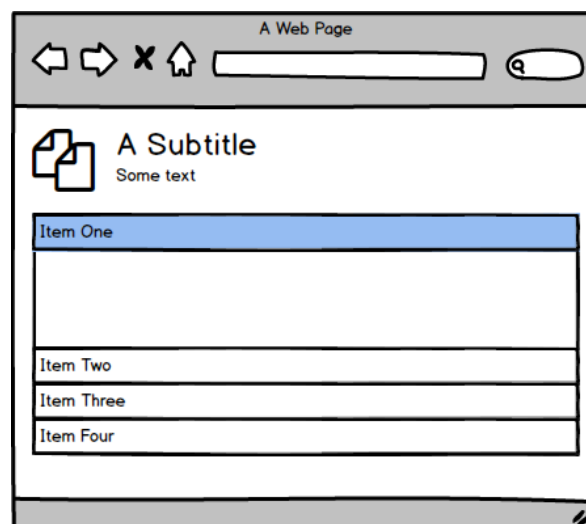 A Web Page
A Subtitle
Some text
Item One
Item Two
Item Three
Item Four